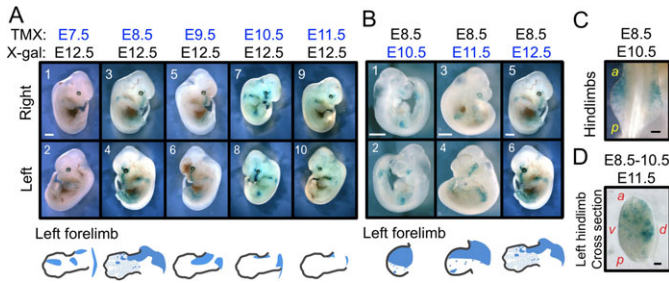 A
TMX: E7.5 E8.5 E9.5 E10.5 E11.5
X-gal: E12.5 E12.5 E12.5 E12.5 E12.5
Right
1 3 5 7 9
Left
2 4 6 8 10
Left forelimb
B
E8.5 E8.5 E8.5
E10.5 E11.5 E12.5
1 3 5
2 4 6
Left forelimb
C
E8.5
E10.5
Hindlimbs
a
p
D
E8.5-10.5
E11.5
Left hindlimb
Cross section
a
v d
p